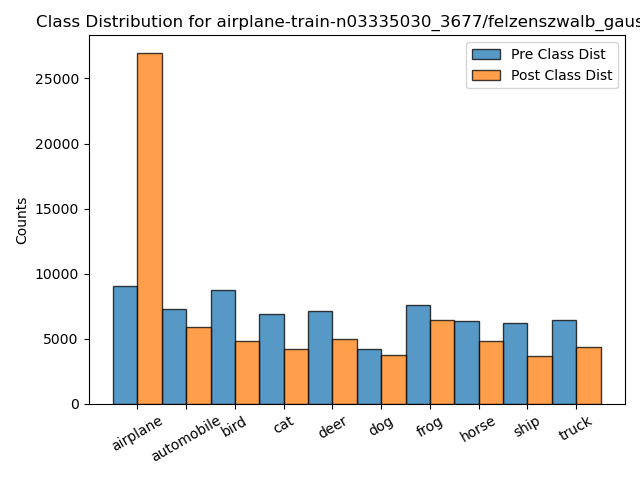 Class Distribution for airplane-train-n03335030_3677/felzenszwalb_gaus
Pre Class Dist
Post Class Dist
Counts
25000
20000
15000
10000
5000
0
airplane
automobile
bird
cat
deer
dog
frog
horse
ship
truck